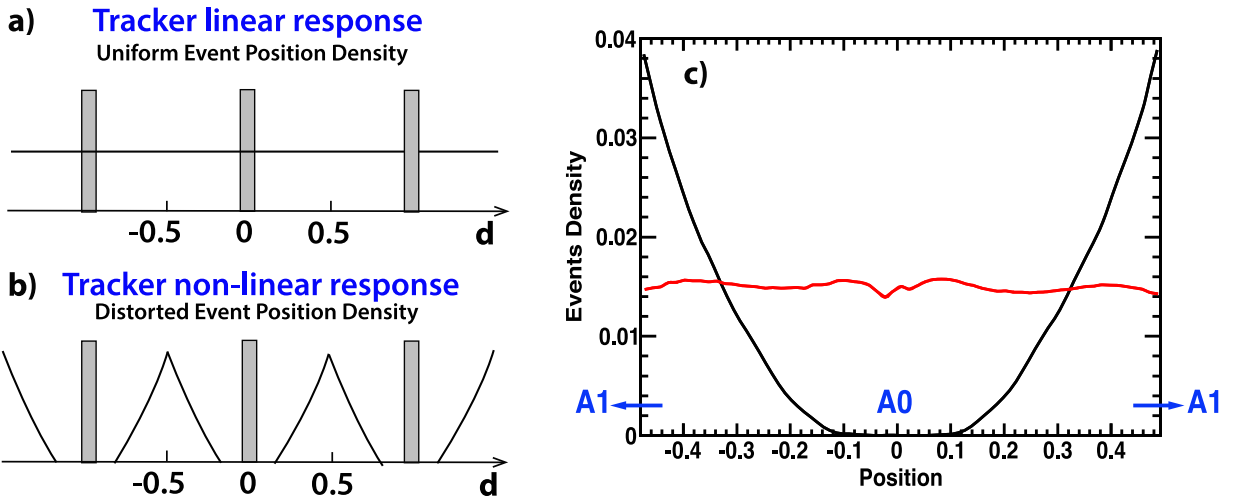 a) Tracker linear response
Uniform Event Position Density
-0.5 0 0.5 d
b) Tracker non-linear response
Distorted Event Position Density
-0.5 0 0.5 d
c)
Events Density
0.04
0.03
0.02
0.01
0
A1 A0 A1
-0.4 -0.3 -0.2 -0.1 0 0.1 0.2 0.3 0.4
Position